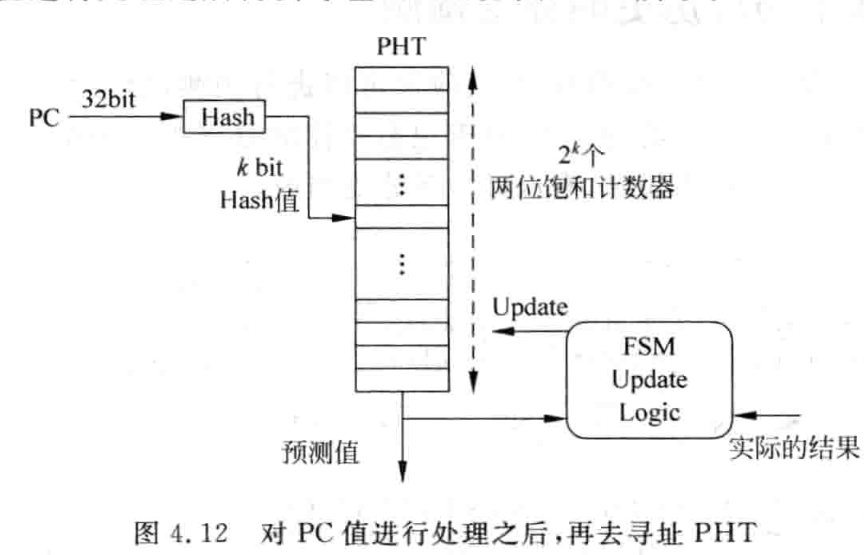 PHT
PC
32bit
Hash
k bit
Hash值
2ᵏ个
两位饱和计数器
Update
FSM
Update
Logic
预测值
实际的结果
图 4.12 对 PC 值进行处理之后,再去寻址 PHT